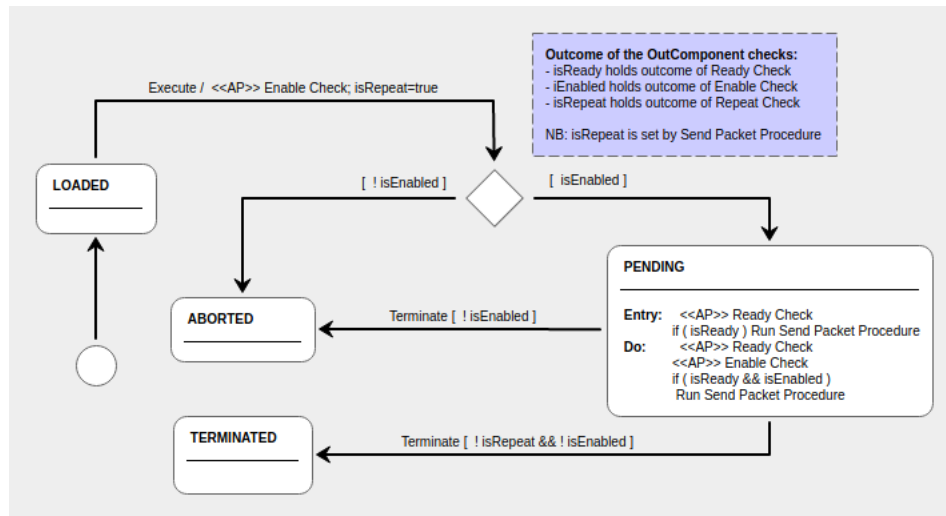 Outcome of the OutComponent checks:
- isReady holds outcome of Ready Check
- iEnabled holds outcome of Enable Check
- isRepeat holds outcome of Repeat Check
NB: isRepeat is set by Send Packet Procedure
Execute / <<AP>> Enable Check; isRepeat=true
LOADED
[ ! isEnabled ]
[ isEnabled ]
PENDING
Entry: <<AP>> Ready Check
if ( isReady ) Run Send Packet Procedure
Do: <<AP>> Ready Check
<<AP>> Enable Check
if ( isReady && isEnabled )
Run Send Packet Procedure
ABORTED
Terminate [ ! isEnabled ]
TERMINATED
Terminate [ ! isRepeat && ! isEnabled ]